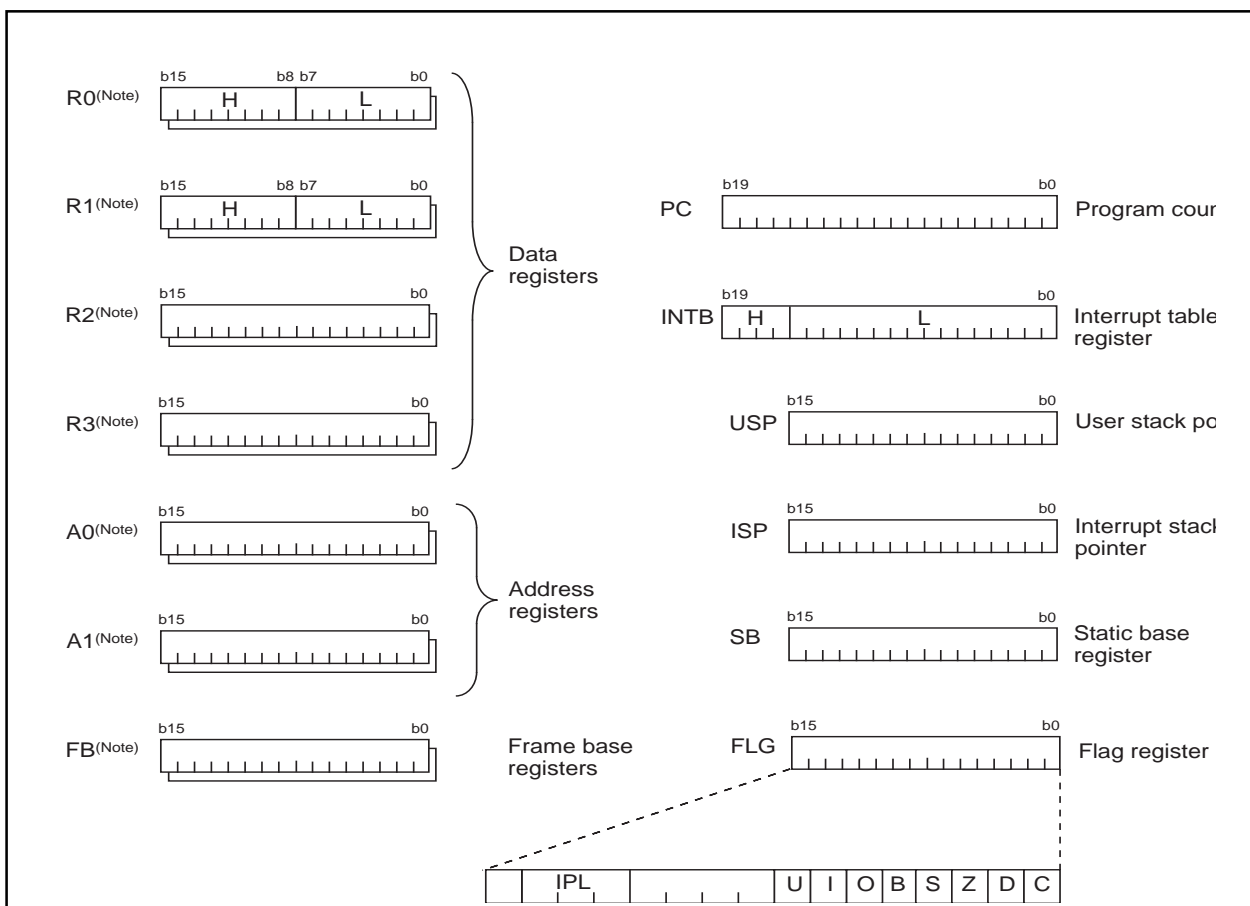 b15 b8 b7 b0
R0(Note) H L
b15 b8 b7 b0
R1(Note) H L
Data
registers
b15 b0
R2(Note)
b15 b0
R3(Note)
b15 b0
A0(Note)
Address
registers
b15 b0
A1(Note)
b15 b0
FB(Note)
Frame base
registers
b19 b0
PC Program
b19 b0
INTB H L Interrupt table
register
b15 b0
USP User stack
b15 b0
ISP Interrupt stack
pointer
b15 b0
SB Static base
register
b15 b0
FLG Flag register
IPL U I O B S Z D C